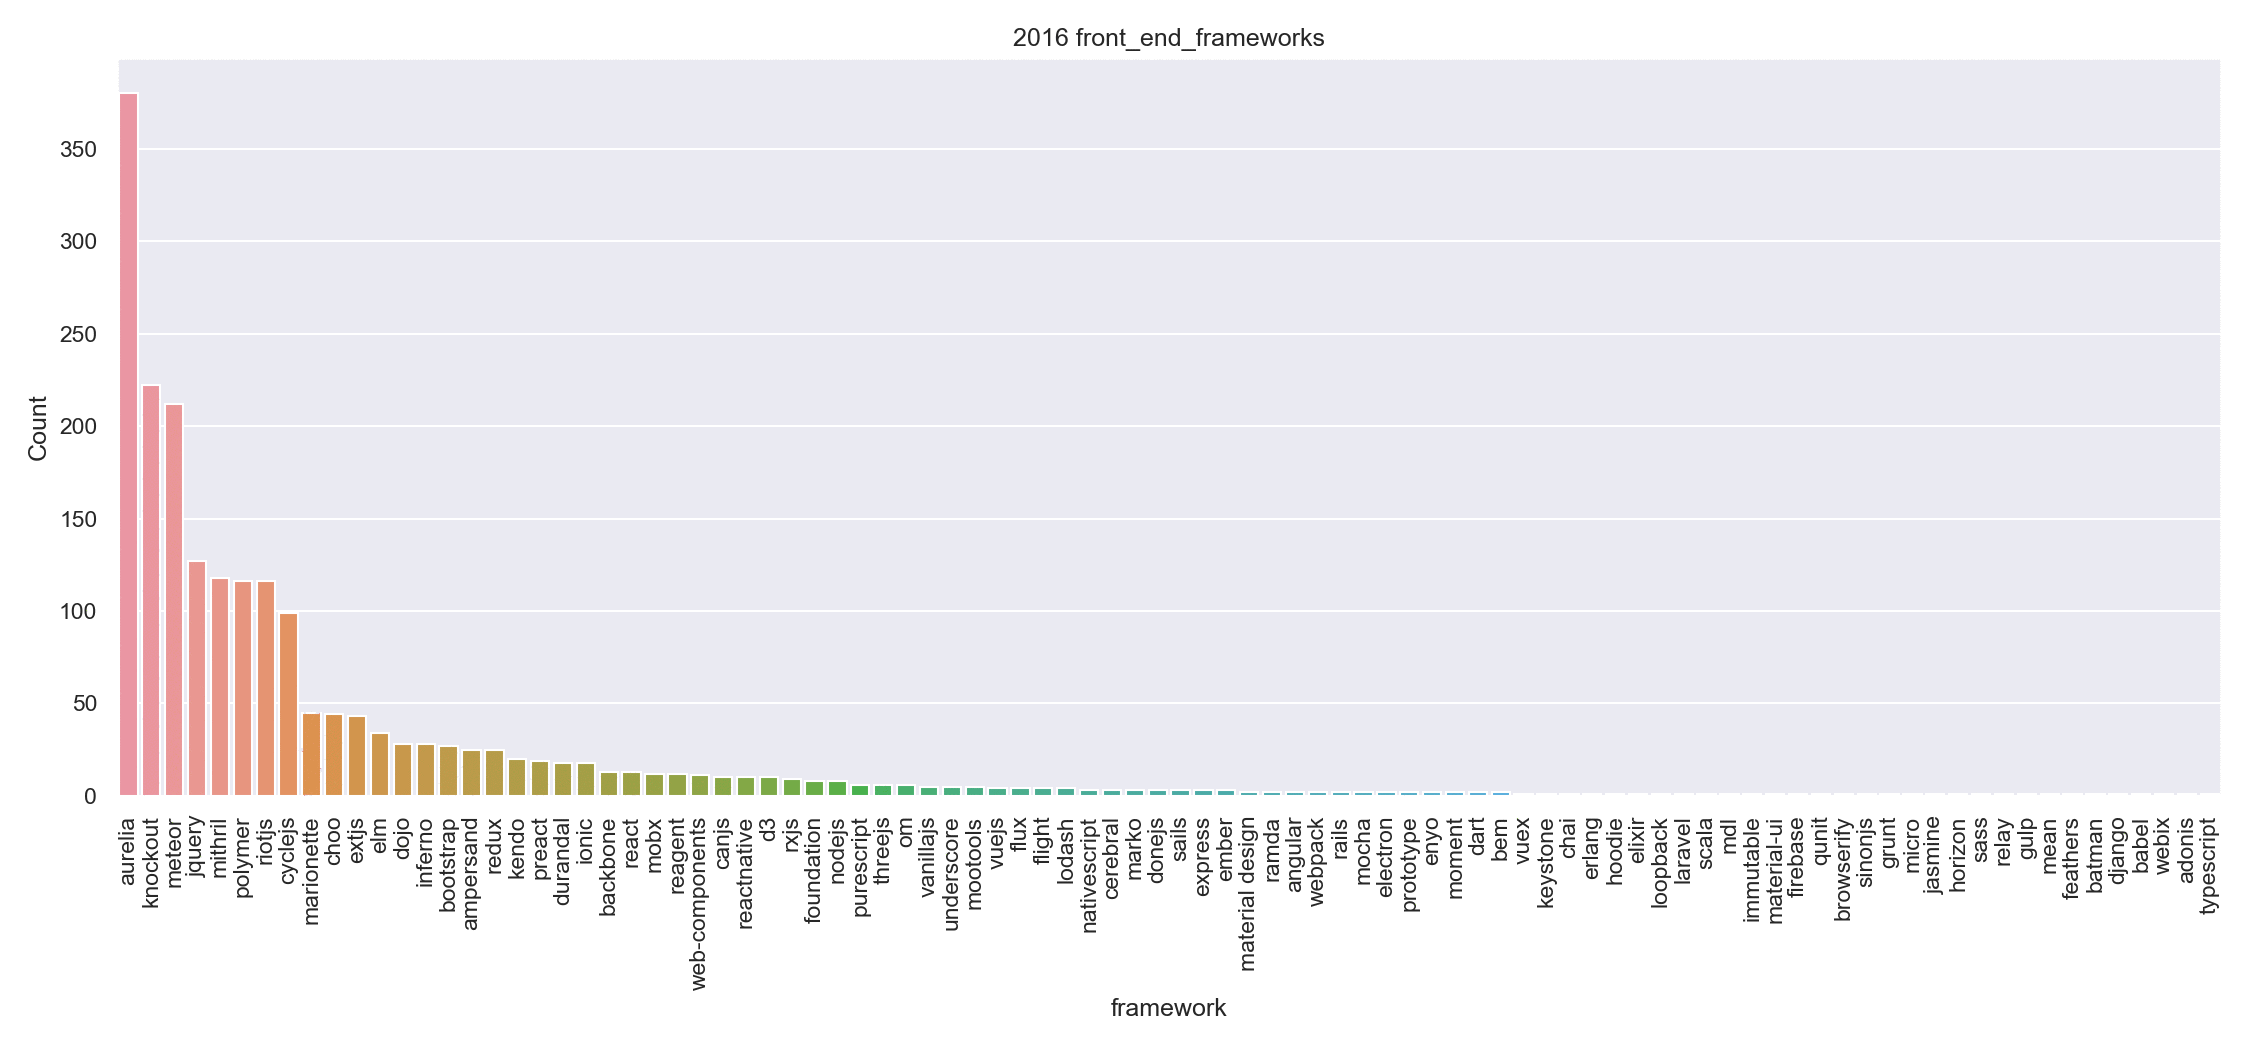 2016 front_end_frameworks
350
300
250
200
150
100
50
0
Count
aurelia
knockout
meteor
jquery
mithril
polymer
riotjs
cyclejs
marionette
choo
extjs
elm
dojo
inferno
bootstrap
ampersand
redux
kendo
preact
durandal
ionic
backbone
react
mobx
reagent
web-components
canjs
reactnative
d3
rxjs
foundation
nodejs
purescript
threejs
om
vanillajs
underscore
mootools
vuejs
flux
flight
lodash
nativescript
cerebral
marko
donejs
sails
express
ember
material design
ramda
angular
webpack
rails
mocha
electron
prototype
enyo
moment
dart
bem
vuex
keystone
chai
erlang
hoodie
elixir
loopback
laravel
scala
mdl
immutable
material-ui
firebase
qunit
browserify
sinonjs
grunt
micro
jasmine
horizon
sass
relay
gulp
mean
feathers
batman
django
babel
webix
adonis
typescript
framework